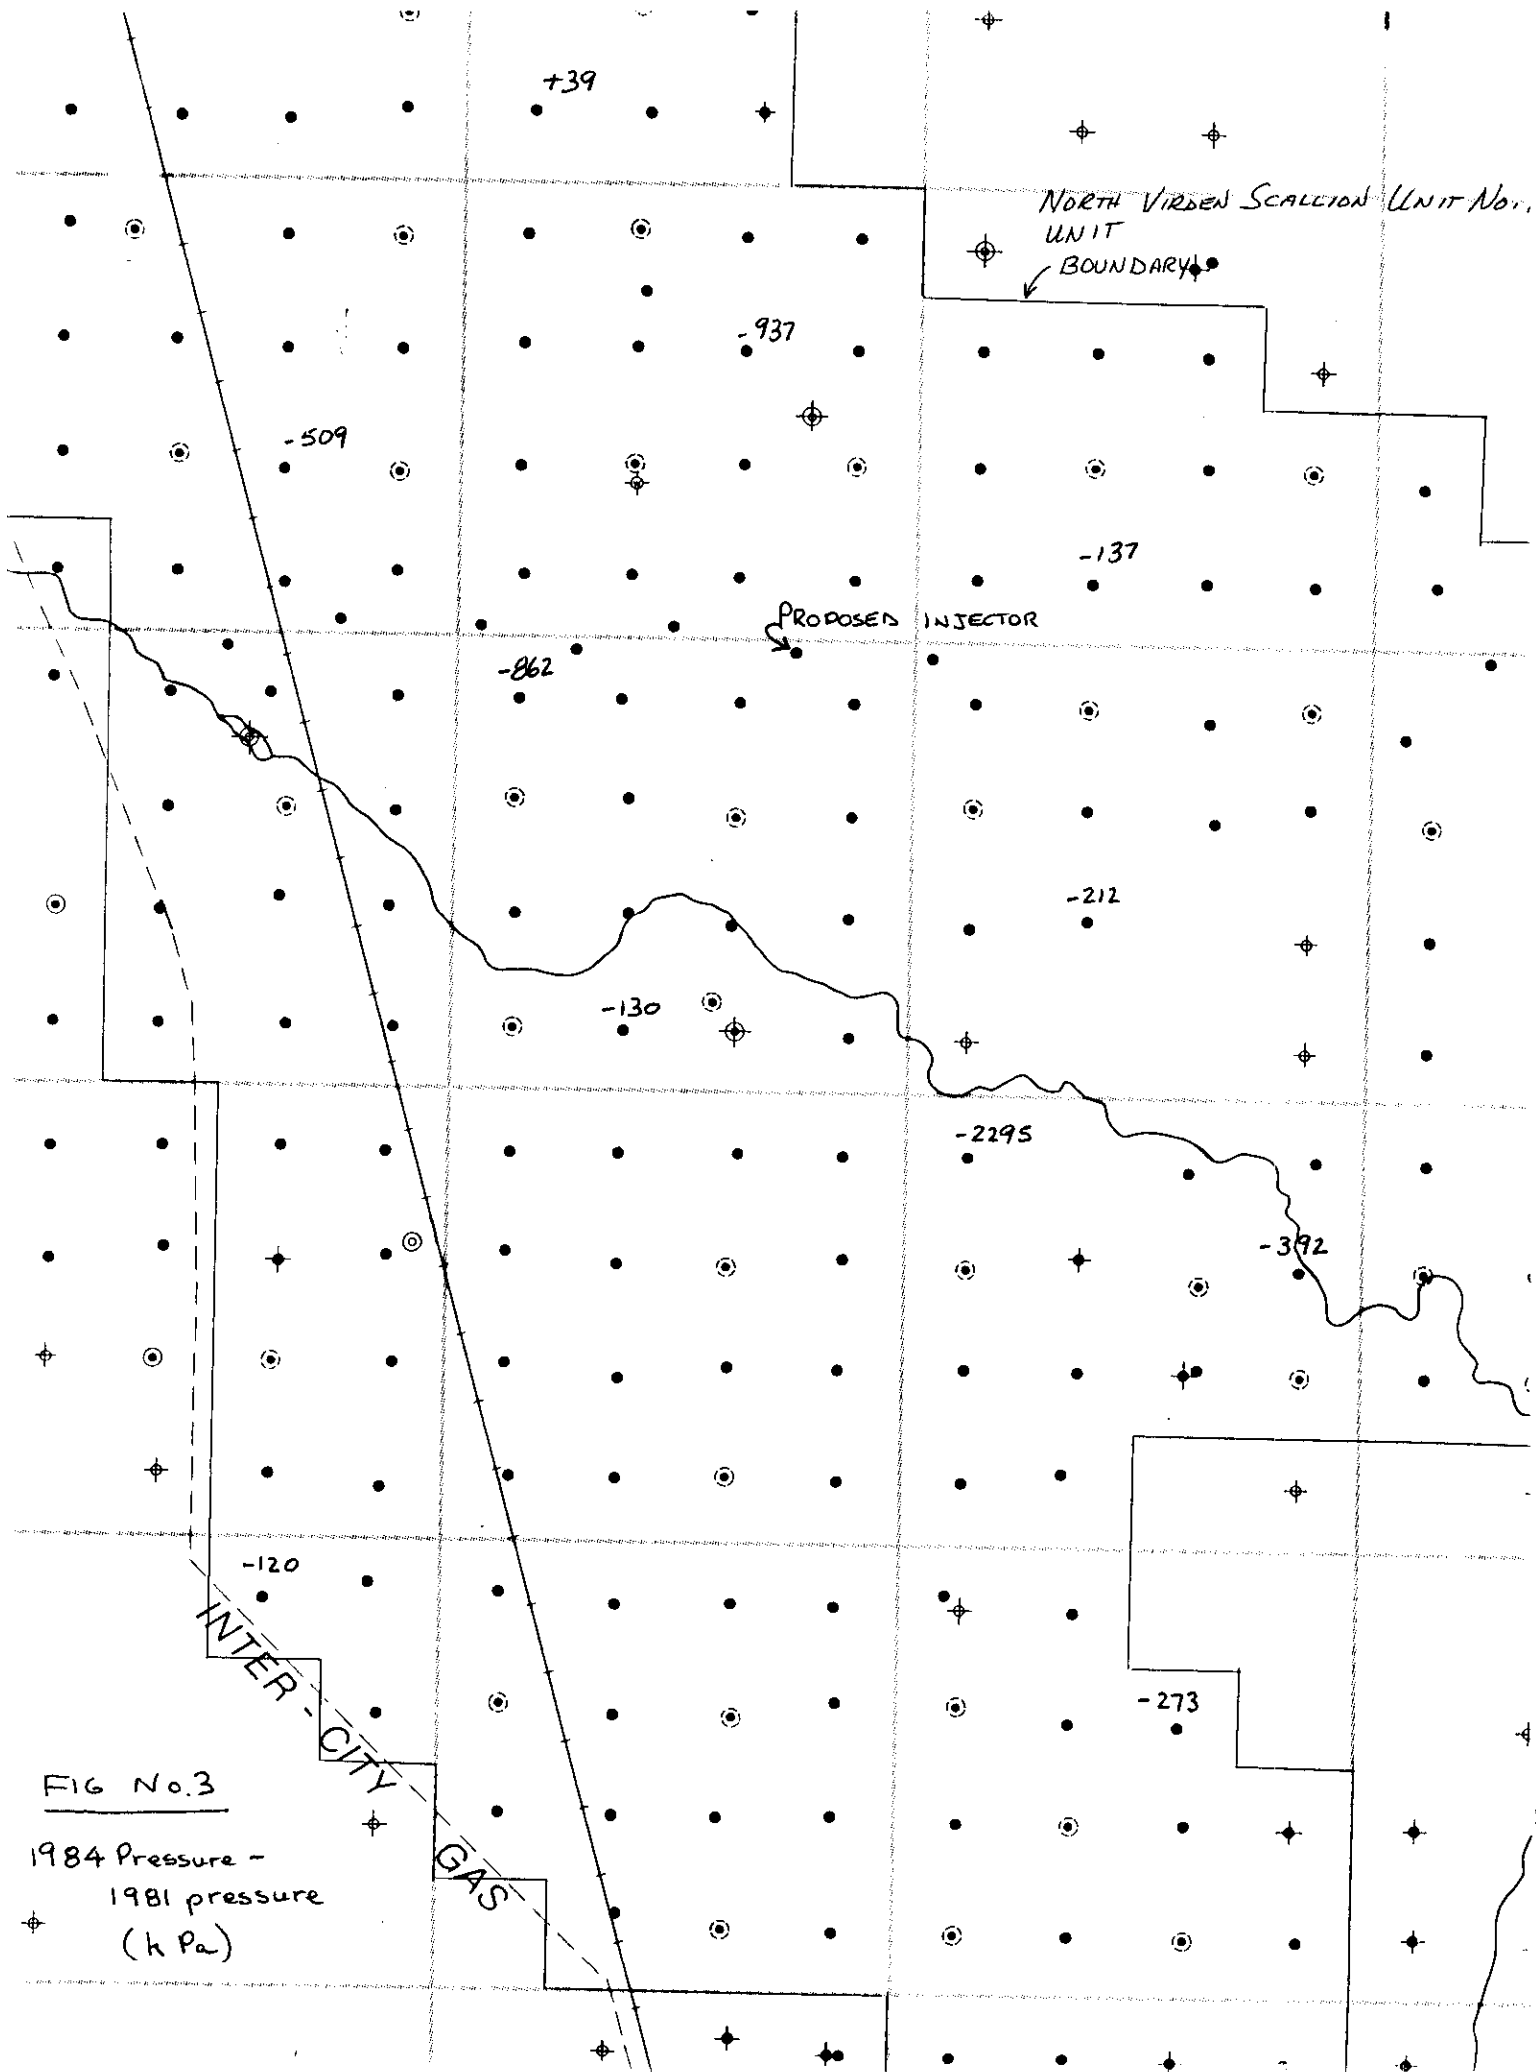 +39
NORTH VIRDEN SCALLION UNIT NO.
UNIT
BOUNDARY
-937
-509
-137
PROPOSED INJECTOR
-862
-212
-130
-2295
-392
-120
INTER-CITY GAS
-273
FIG No.3
1984 Pressure -
1981 pressure
(kPa)